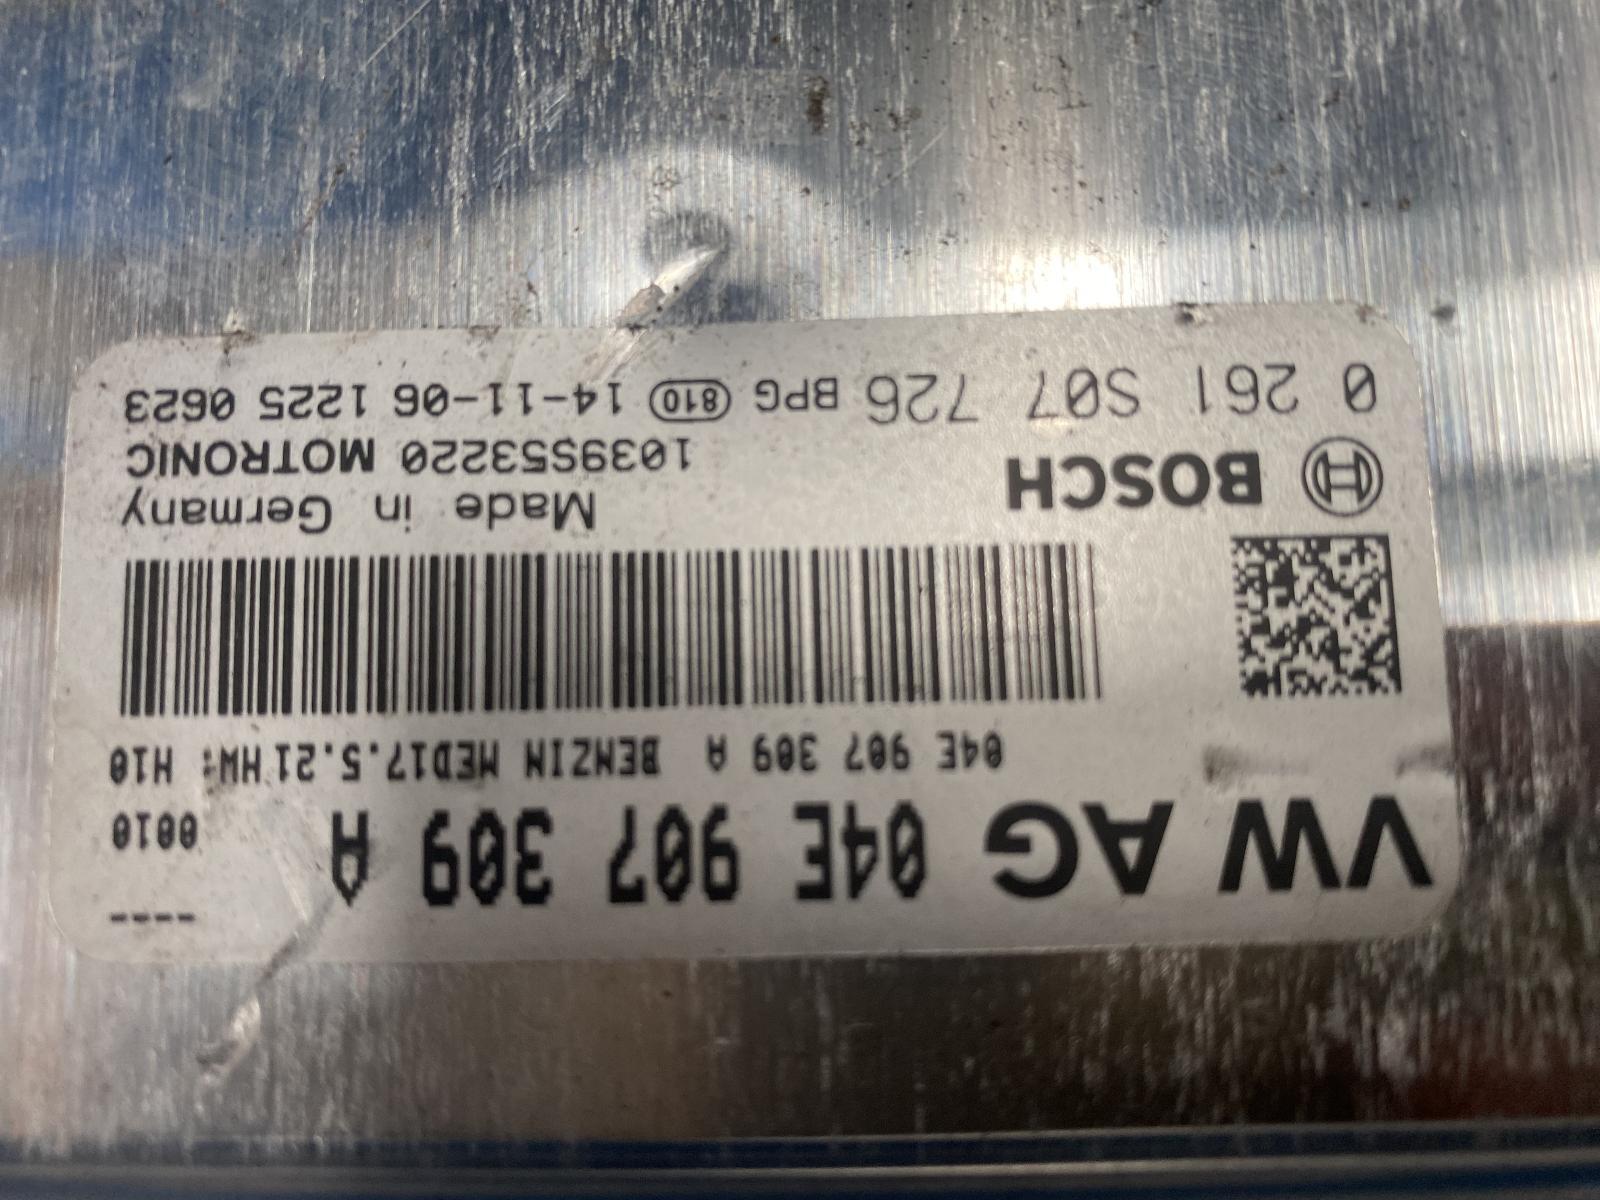 VW AG 04E 907 309 A ----
0010
04E 907 309 A BENZIN MED17.5.21 HW: H10
BOSCH Made in Germany
1039S53220 MOTRONIC
0 261 S07 726 BPG 810 14-11-06 1225 0623